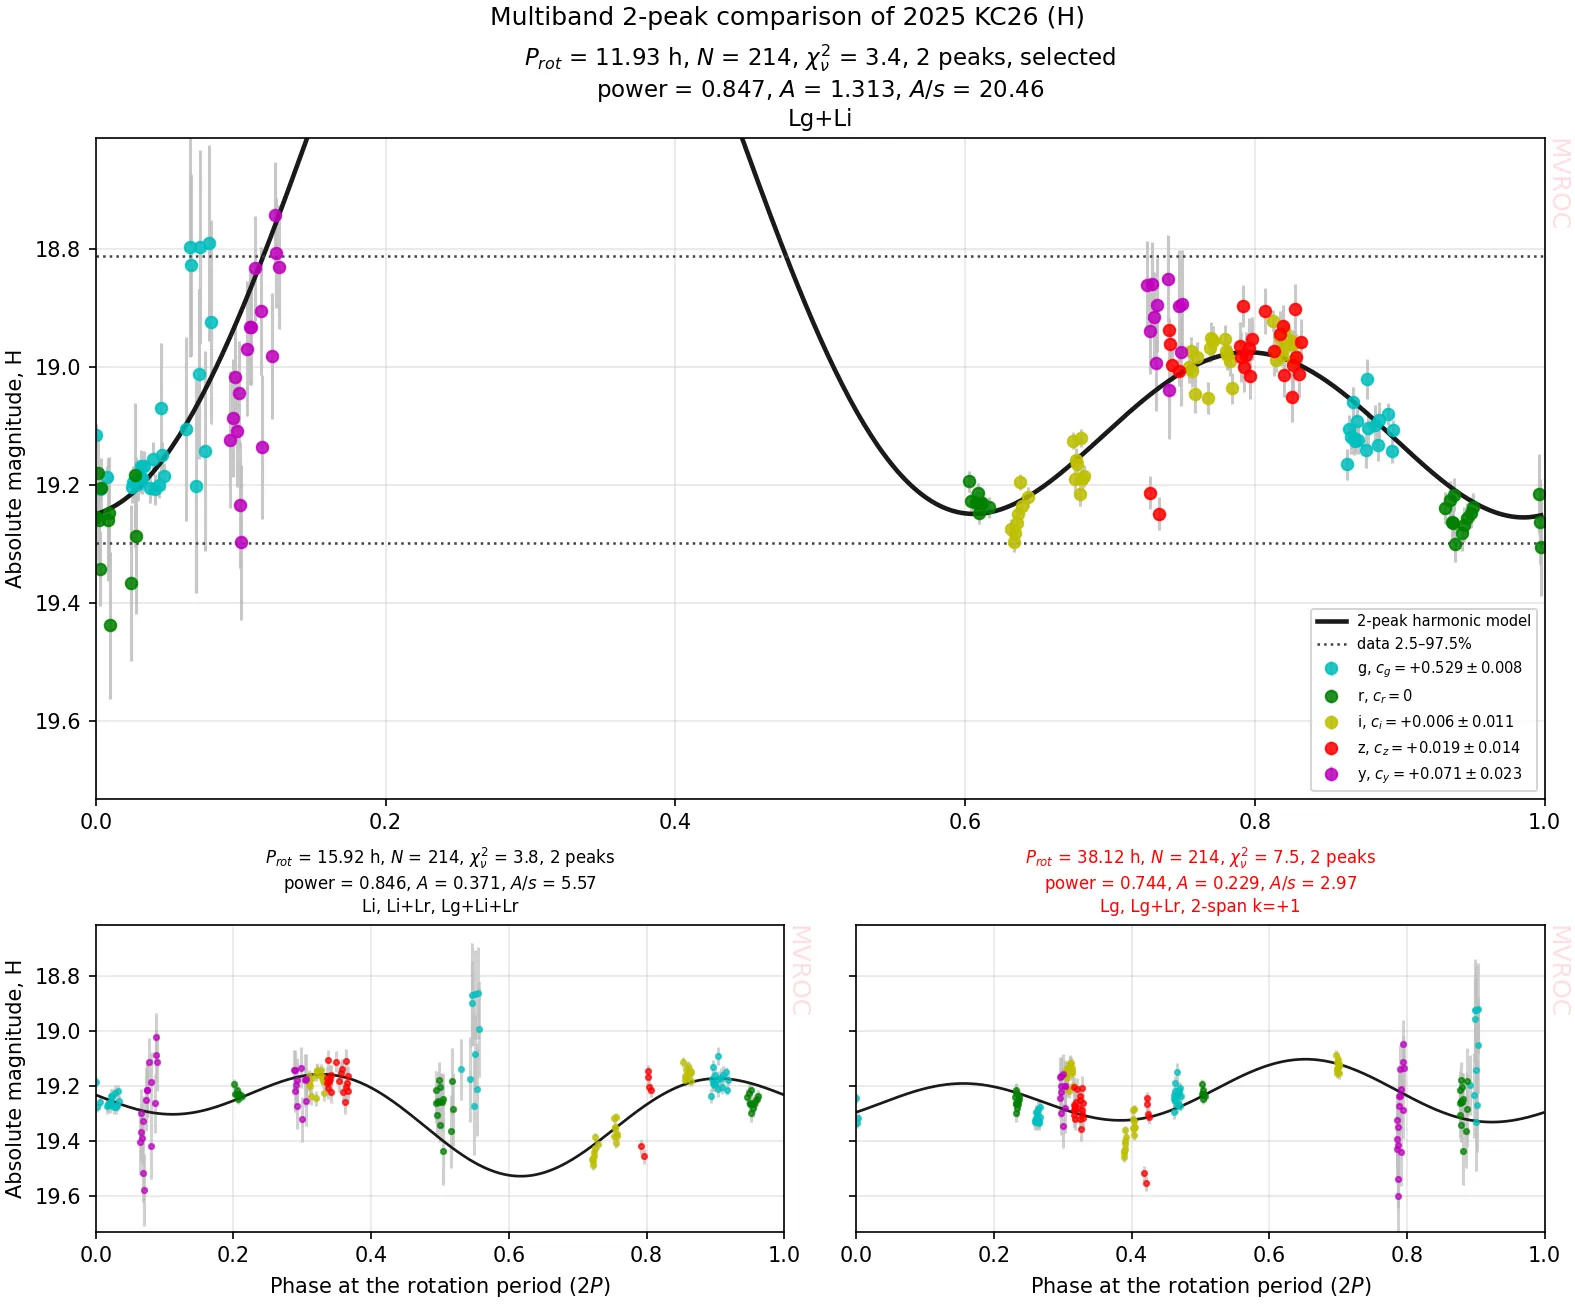 Multiband 2-peak comparison of 2025 KC26 (H)
P_rot = 11.93 h, N = 214, χ²_ν = 3.4, 2 peaks, selected
power = 0.847, A = 1.313, A/s = 20.46
Lg+Li
MVROC
Absolute magnitude, H
18.8
19.0
19.2
19.4
19.6
2-peak harmonic model
data 2.5–97.5%
g, c_g = +0.529 ± 0.008
r, c_r = 0
i, c_i = +0.006 ± 0.011
z, c_z = +0.019 ± 0.014
y, c_y = +0.071 ± 0.023
0.0 0.2 0.4 0.6 0.8 1.0
P_rot = 15.92 h, N = 214, χ²_ν = 3.8, 2 peaks
power = 0.846, A = 0.371, A/s = 5.57
Li, Li+Lr, Lg+Li+Lr
MVROC
Absolute magnitude, H
18.8
19.0
19.2
19.4
19.6
0.0 0.2 0.4 0.6 0.8 1.0
Phase at the rotation period (2P)
P_rot = 38.12 h, N = 214, χ²_ν = 7.5, 2 peaks
power = 0.744, A = 0.229, A/s = 2.97
Lg, Lg+Lr, 2-span k=+1
MVROC
0.0 0.2 0.4 0.6 0.8 1.0
Phase at the rotation period (2P)